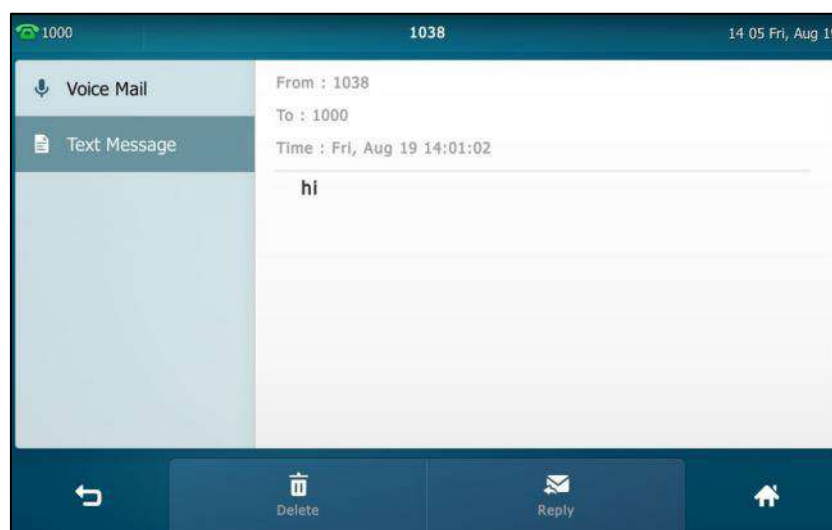 1000 1038 14 05 Fri, Aug 19
Voice Mail
Text Message
From : 1038
To : 1000
Time : Fri, Aug 19 14:01:02
hi
Delete Reply